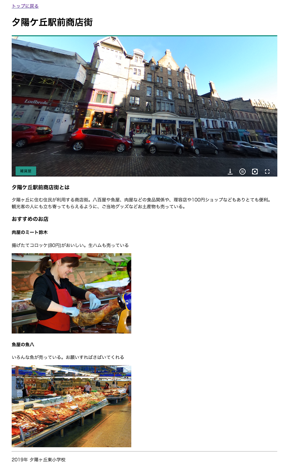 トップに戻る
夕陽ケ丘駅前商店街
Ladbrokes
商店街
夕陽ケ丘駅前商店街とは
夕陽ヶ丘に住む住民が利用する商店街。八百屋や魚屋、肉屋などの食品関係や、理容店や100円ショップなどもありとても便利。
観光客の人にも立ち寄ってもらえるように、ご当地グッズなどお土産物も売っている。
おすすめのお店
肉屋のミート鈴木
揚げたてコロッケ(80円)がおいしい。生ハムも売っている
魚屋の魚八
いろんな魚が売っている。お願いすればさばいてくれる
2019年 夕陽ヶ丘東小学校